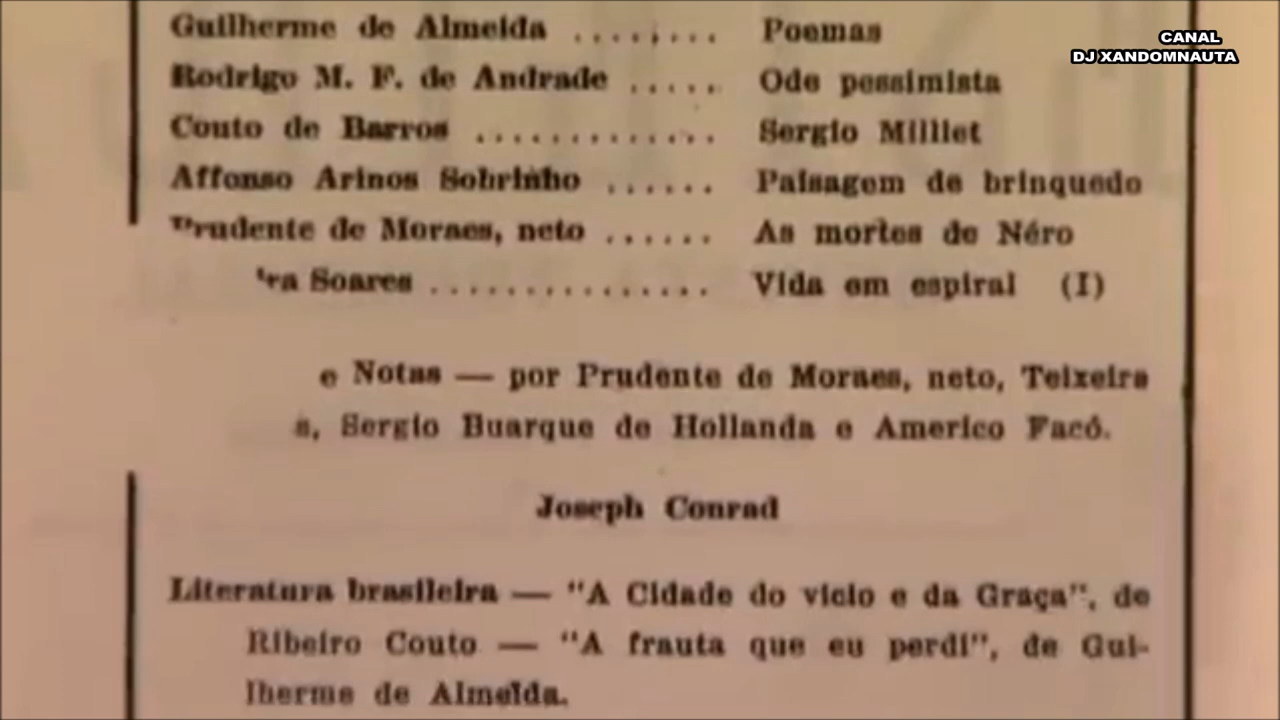 CANAL
DJ XANDOMNAUTA
Guilherme de Almeida ........ Poemas
Rodrigo M. F. de Andrade ..... Ode pessimista
Couto de Barros ............. Sergio Milliet
Affonso Arinos Sobrinho ...... Paisagem de brinquedo
Prudente de Moraes, neto ...... As mortes de Néro
ra Soares ............... Vida em espiral (I)
e Notas — por Prudente de Moraes, neto, Teixeira
s, Sergio Buarque de Hollanda e Americo Facó.
Joseph Conrad
Literatura brasileira — "A Cidade do vicio e da Graça", de
Ribeiro Couto — "A frauta que eu perdi", de Gui-
lherme de Almeida.